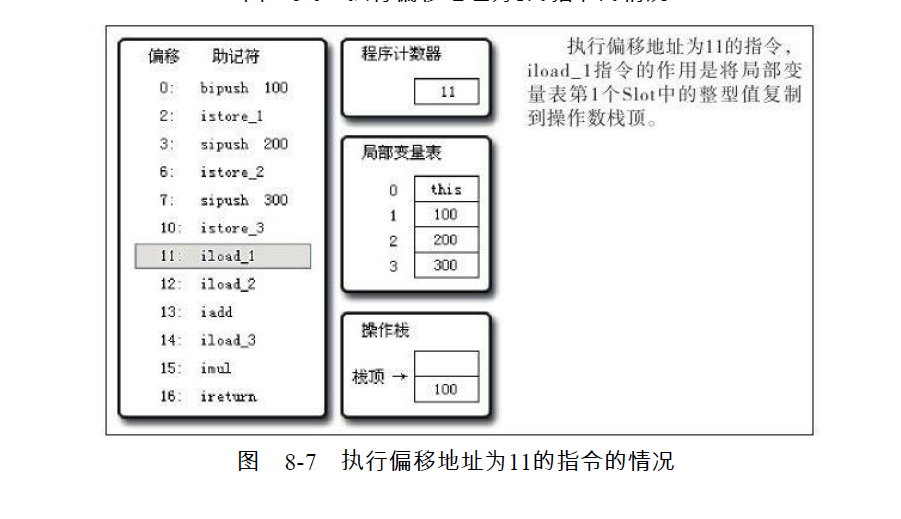 偏移 助记符
0: bipush 100
2: istore_1
3: sipush 200
6: istore_2
7: sipush 300
10: istore_3
11: iload_1
12: iload_2
13: iadd
14: iload_3
15: imul
16: ireturn
程序计数器
11
局部变量表
0 this
1 100
2 200
3 300
操作栈
栈顶 →
100
执行偏移地址为11的指令，
iload_1指令的作用是将局部变
量表第1个Slot中的整型值复制
到操作数栈顶。
图 8-7 执行偏移地址为11的指令的情况